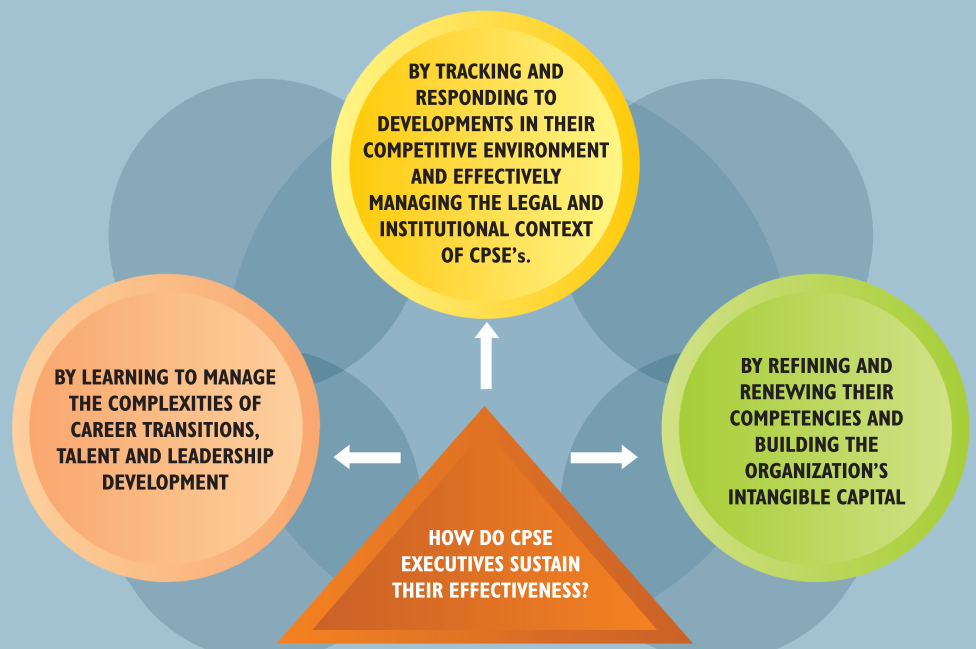 BY TRACKING AND
RESPONDING TO
DEVELOPMENTS IN THEIR
COMPETITIVE ENVIRONMENT
AND EFFECTIVELY
MANAGING THE LEGAL AND
INSTITUTIONAL CONTEXT
OF CPSE's.
BY LEARNING TO MANAGE
THE COMPLEXITIES OF
CAREER TRANSITIONS,
TALENT AND LEADERSHIP
DEVELOPMENT
BY REFINING AND
RENEWING THEIR
COMPETENCIES AND
BUILDING THE
ORGANIZATION'S
INTANGIBLE CAPITAL
HOW DO CPSE
EXECUTIVES SUSTAIN
THEIR EFFECTIVENESS?